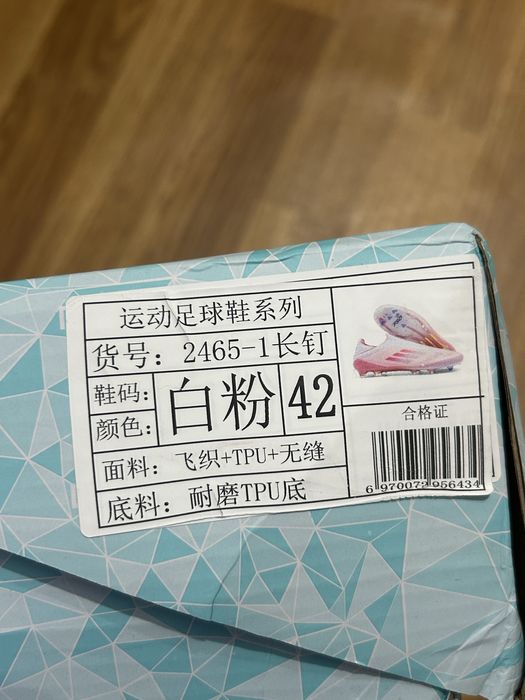 运动足球鞋系列
货号：2465-1长钉
鞋码：
颜色：
白粉
42
面料：飞织+TPU+无缝
底料：耐磨TPU底
合格证
6 970072 956434